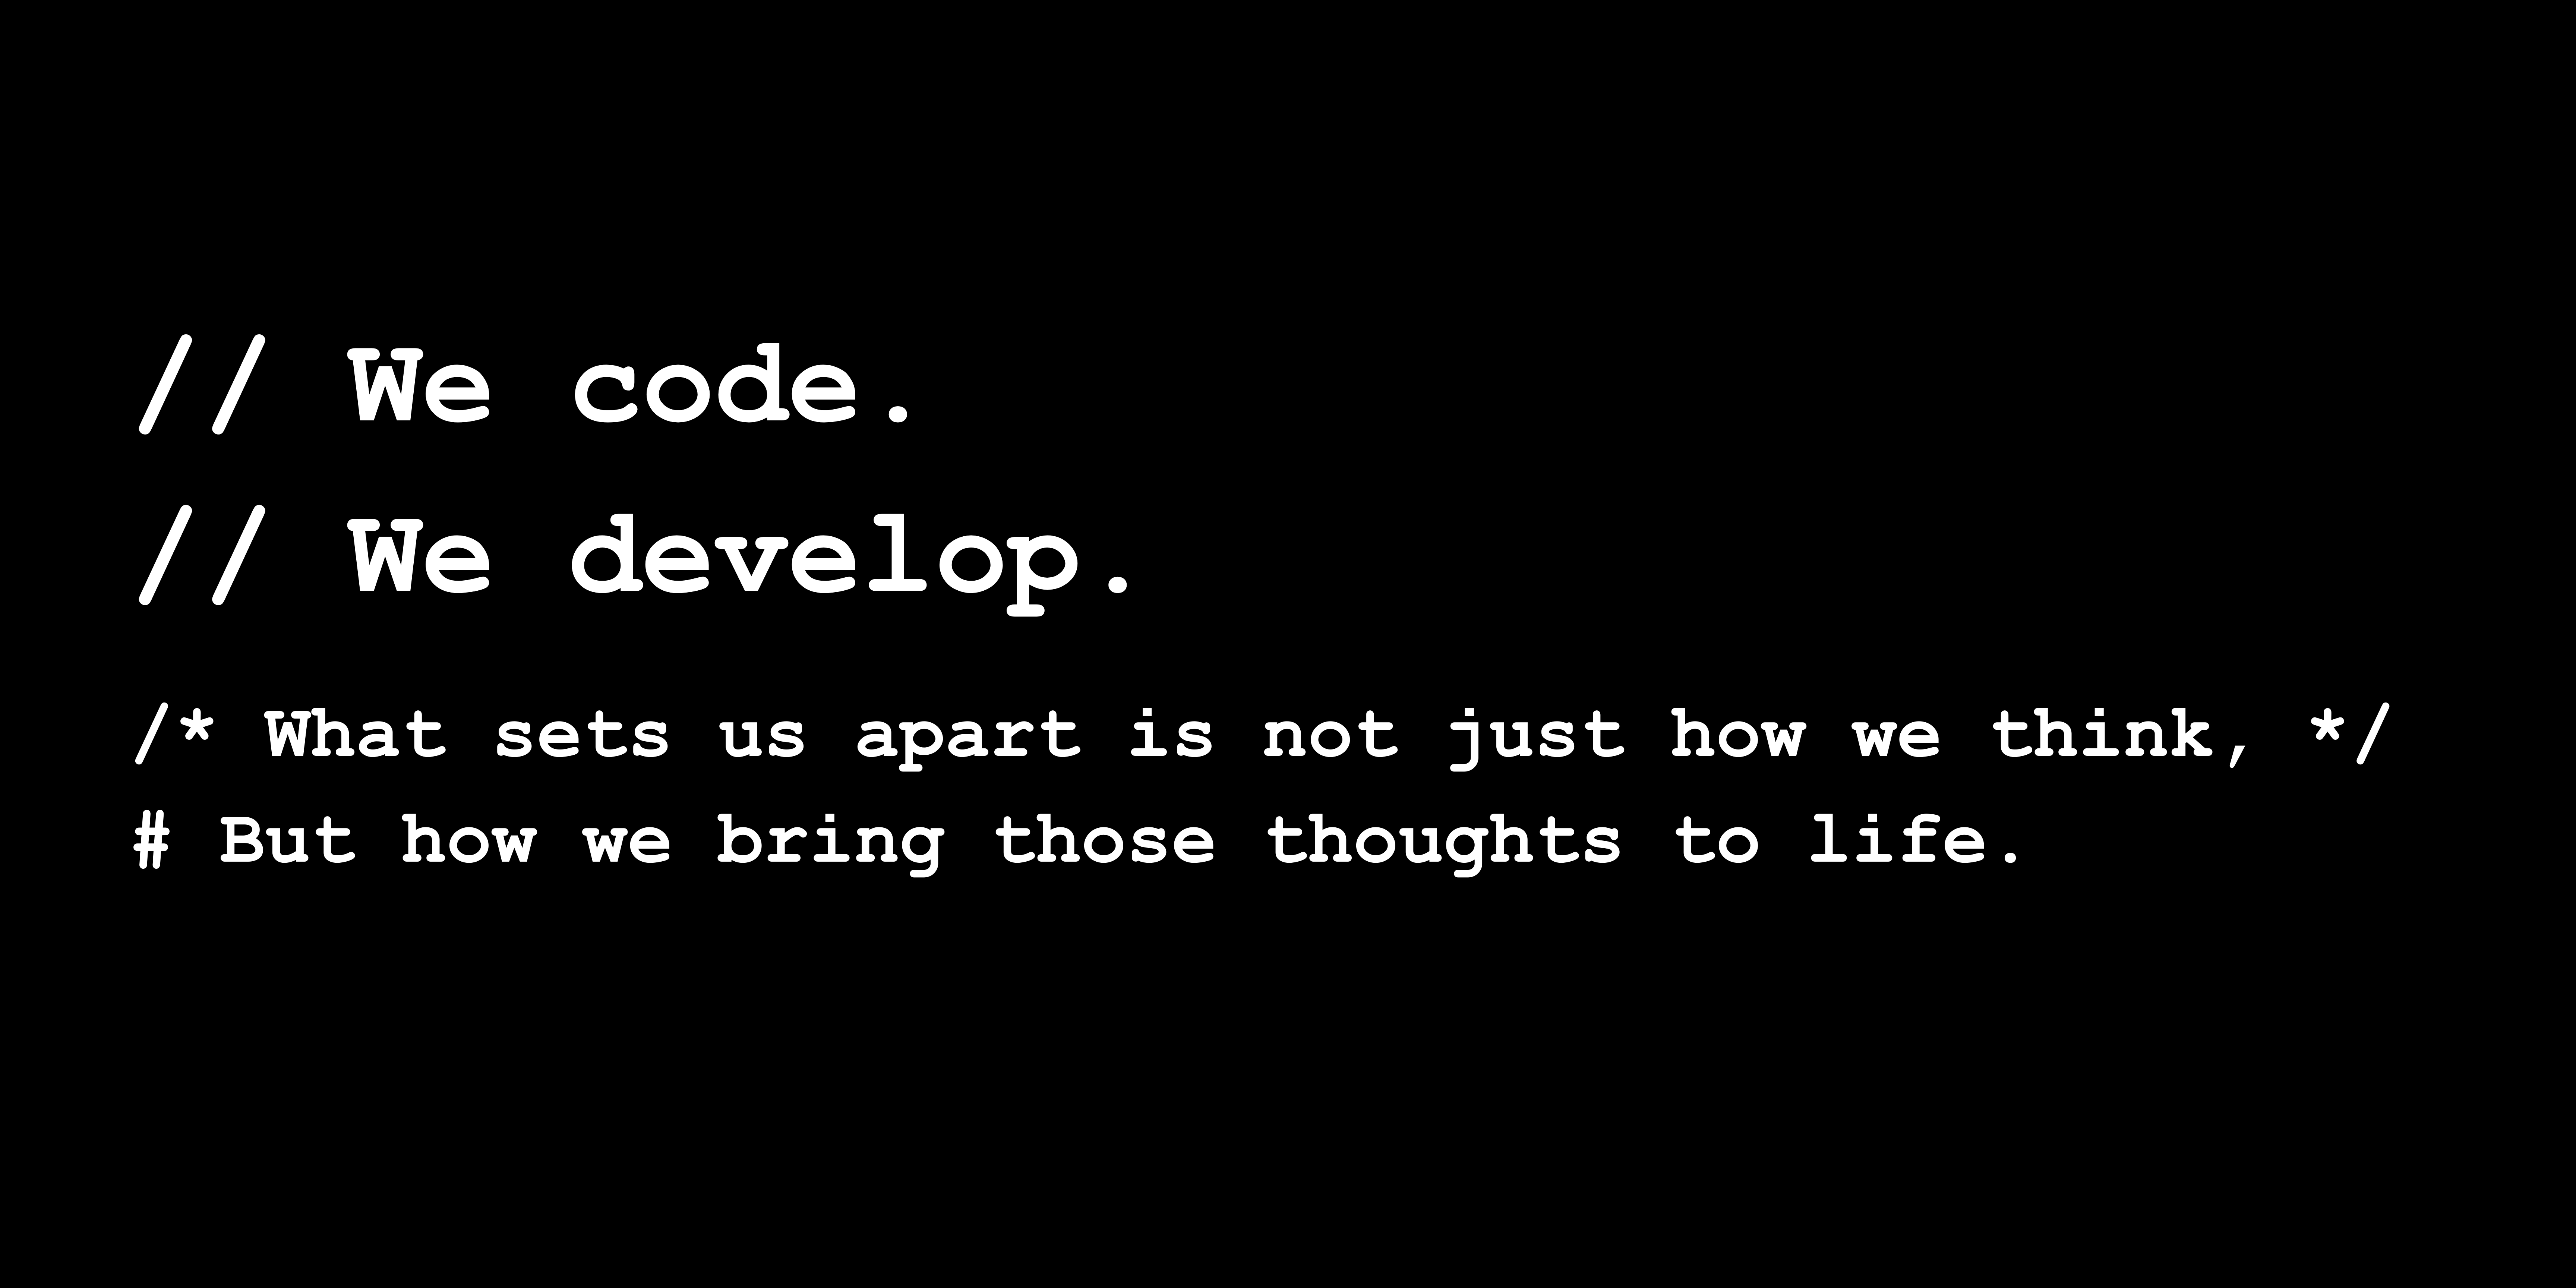 // We code.
// We develop.
/* What sets us apart is not just how we think, */
# But how we bring those thoughts to life.